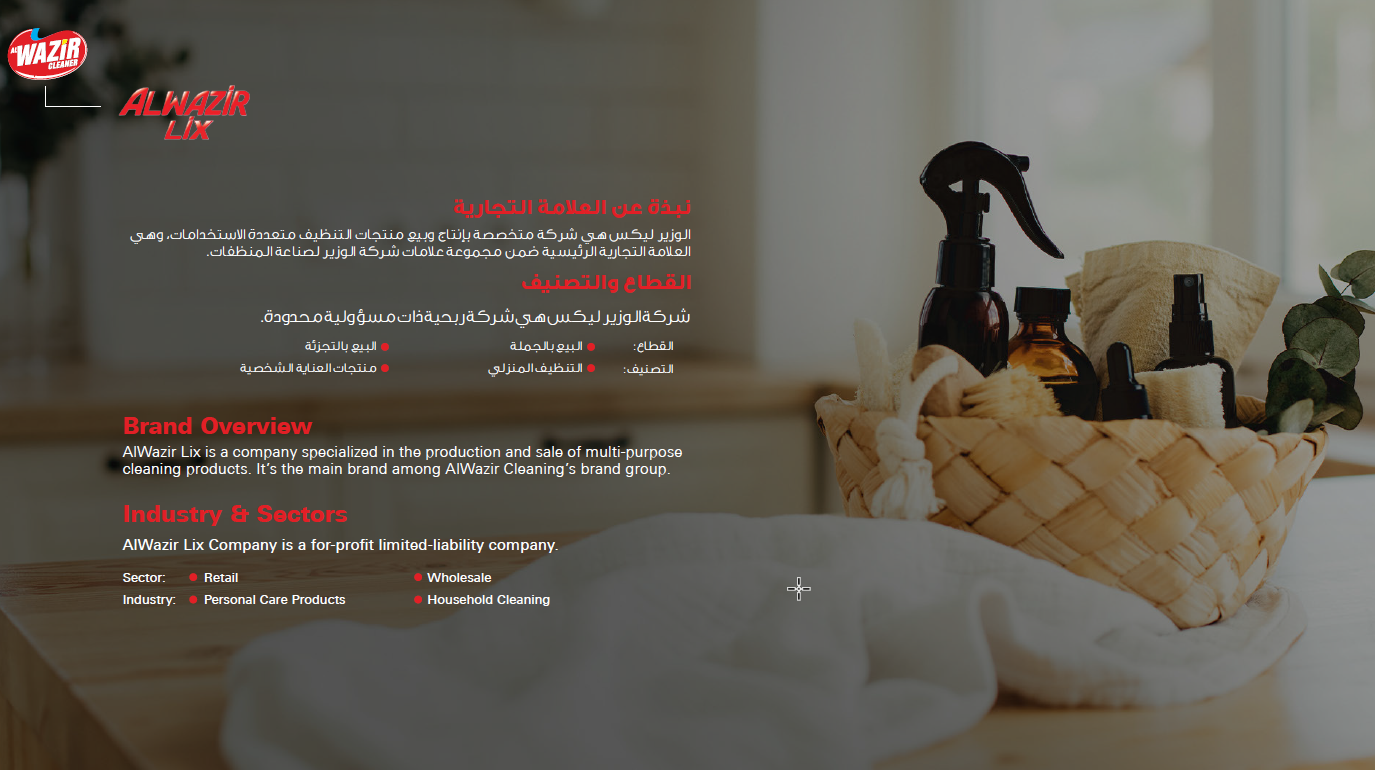 AL
WAZIR
CLEANER
ALWAZIR
LIX
نبذة عن العلامة التجارية
الوزير ليكس هي شركة متخصصة بإنتاج وبيع منتجات التنظيف متعددة الاستخدامات، وهي
العلامة التجارية الرئيسية ضمن مجموعة علامات شركة الوزير لصناعة المنظفات.
القطاع والتصنيف
شركة الوزير ليكس هي شركة ربحية ذات مسؤولية محدودة.
القطاع: ● البيع بالجملة ● البيع بالتجزئة
التصنيف: ● التنظيف المنزلي ● منتجات العناية الشخصية
Brand Overview
AlWazir Lix is a company specialized in the production and sale of multi-purpose
cleaning products. It's the main brand among AlWazir Cleaning's brand group.
Industry & Sectors
AlWazir Lix Company is a for-profit limited-liability company.
Sector: ● Retail ● Wholesale
Industry: ● Personal Care Products ● Household Cleaning